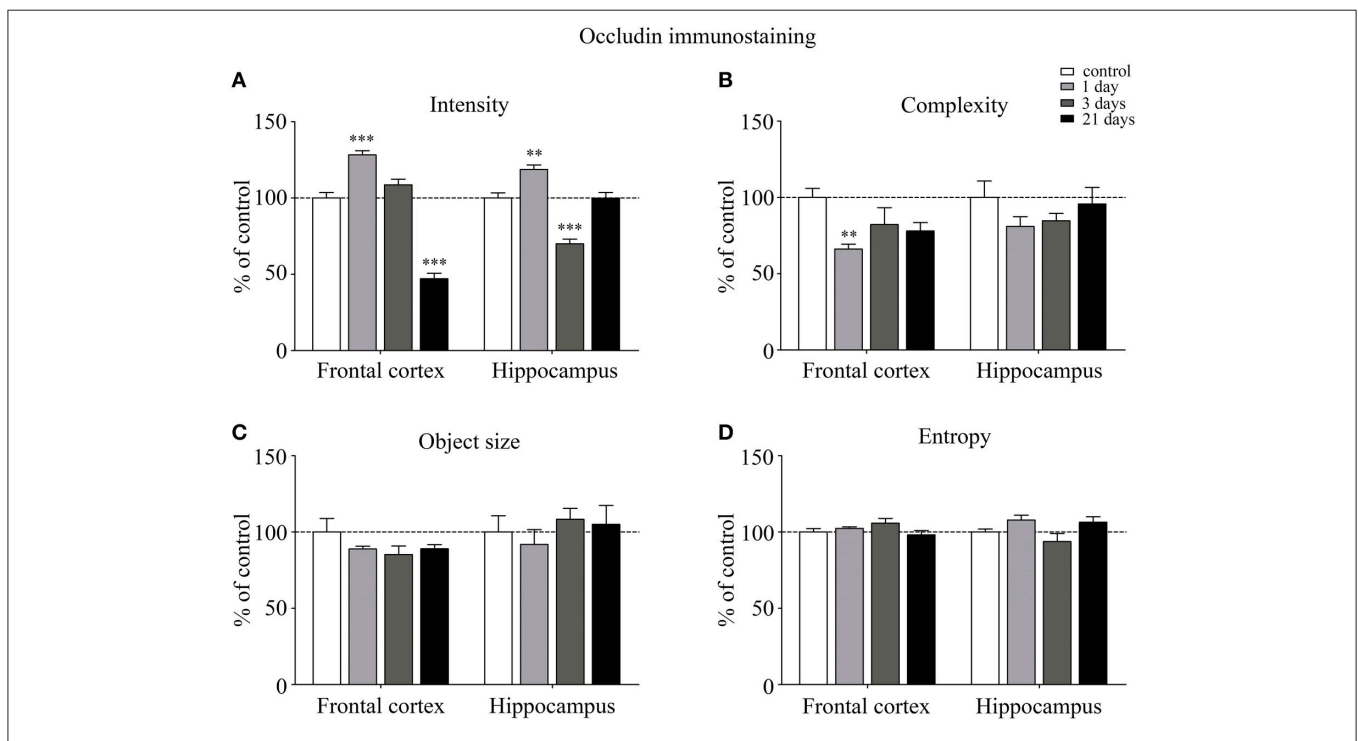 Occludin immunostaining
A
Intensity
150
100
50
0
% of control
***
***
**
***
Frontal cortex
Hippocampus
B
Complexity
control
1 day
3 days
21 days
150
100
50
0
% of control
**
Frontal cortex
Hippocampus
C
Object size
150
100
50
0
% of control
Frontal cortex
Hippocampus
D
Entropy
150
100
50
0
% of control
Frontal cortex
Hippocampus